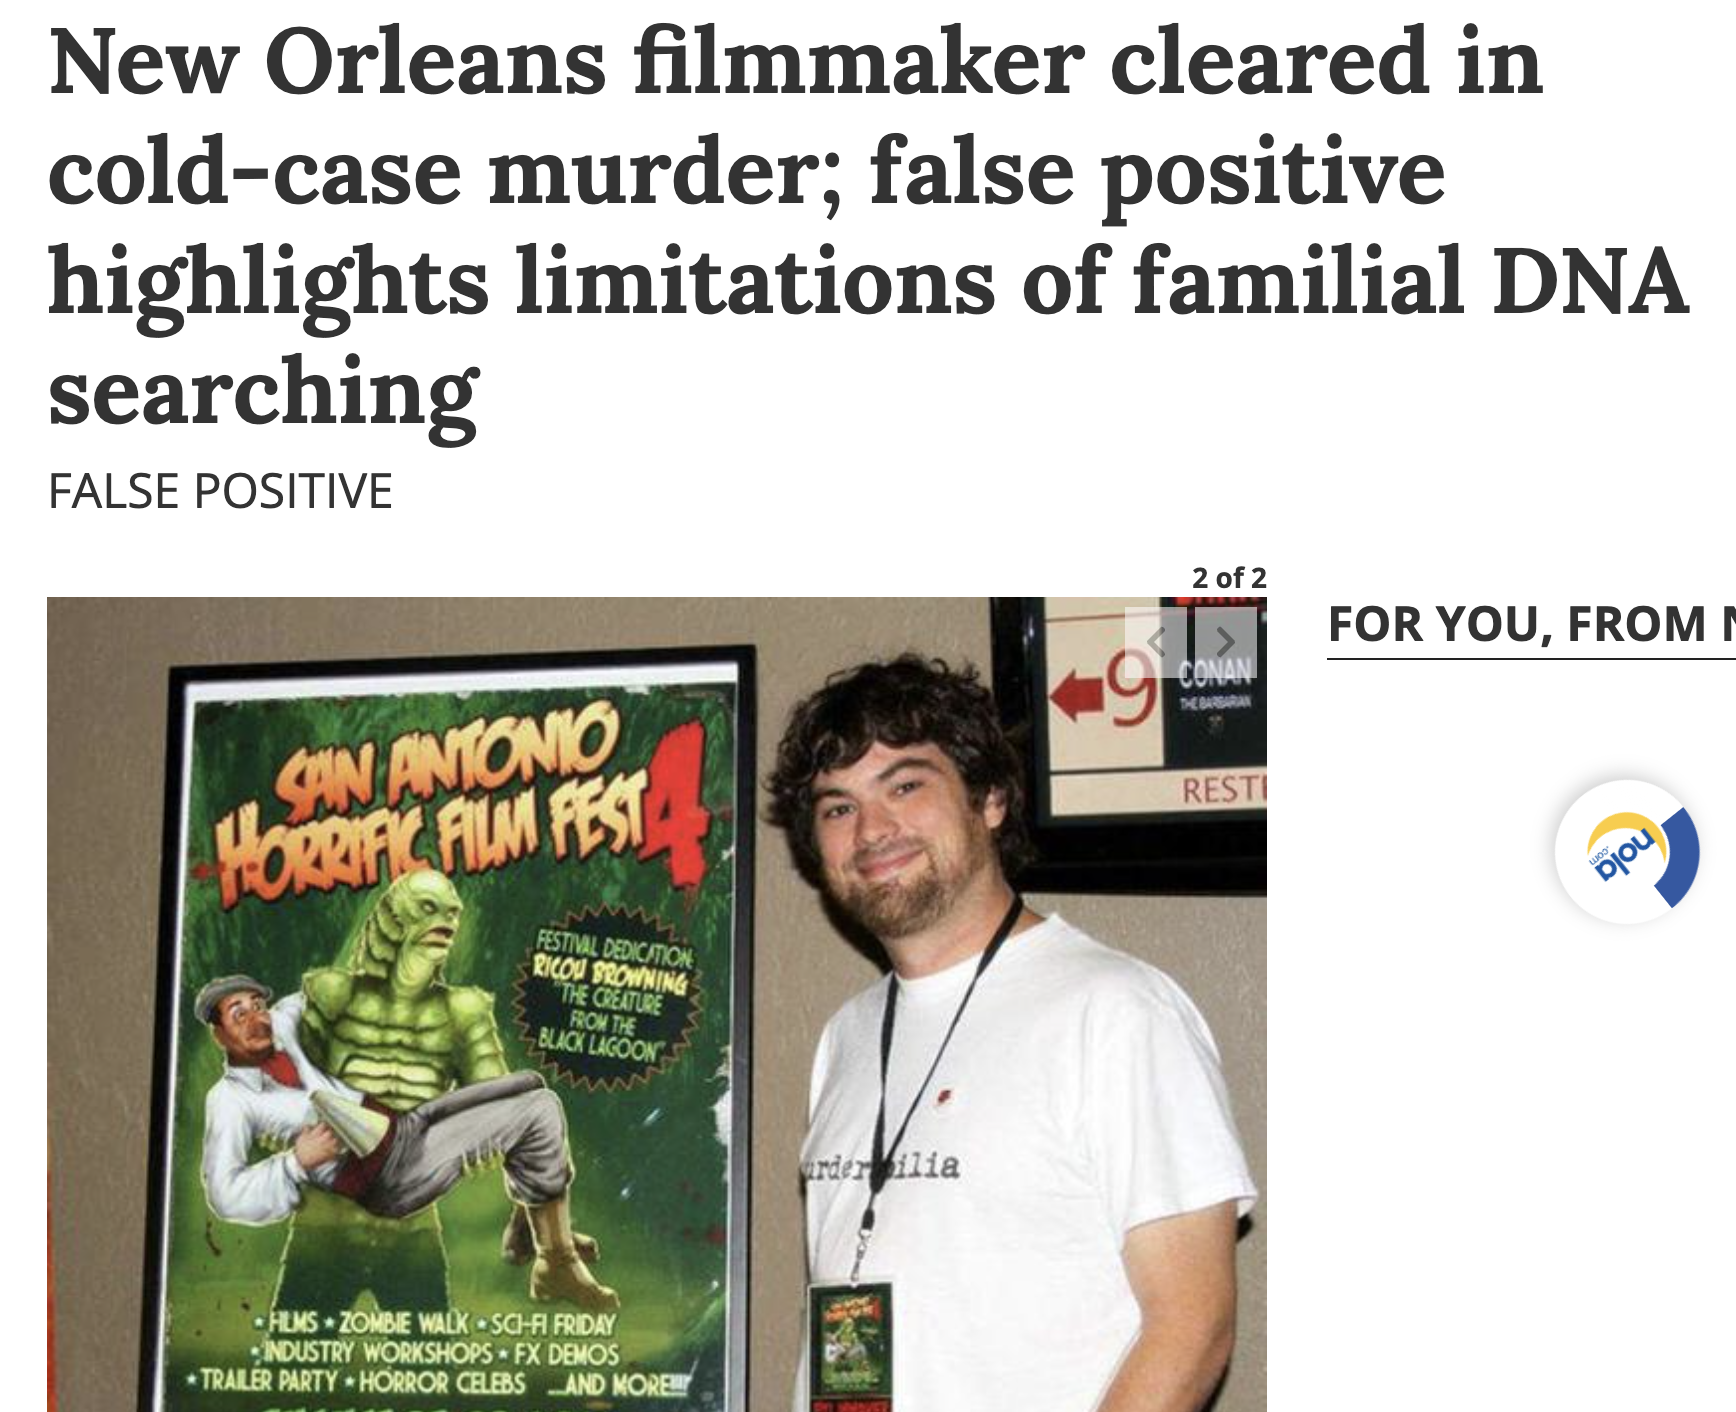 New Orleans filmmaker cleared in
cold-case murder; false positive
highlights limitations of familial DNA
searching
FALSE POSITIVE
2 of 2
FOR YOU, FROM
9
CONAN
THE BARBARIAN
SAN ANTONIO
HORRIFIC FILM FEST 4
FESTIVAL DEDICATION:
RICOU BROWNING
"THE CREATURE
FROM THE
BLACK LAGOON"
nola
.com
FILMS * ZOMBIE WALK * SCI-FI FRIDAY
* INDUSTRY WORKSHOPS * FX DEMOS
* TRAILER PARTY * HORROR CELEBS ...AND MORE!!!